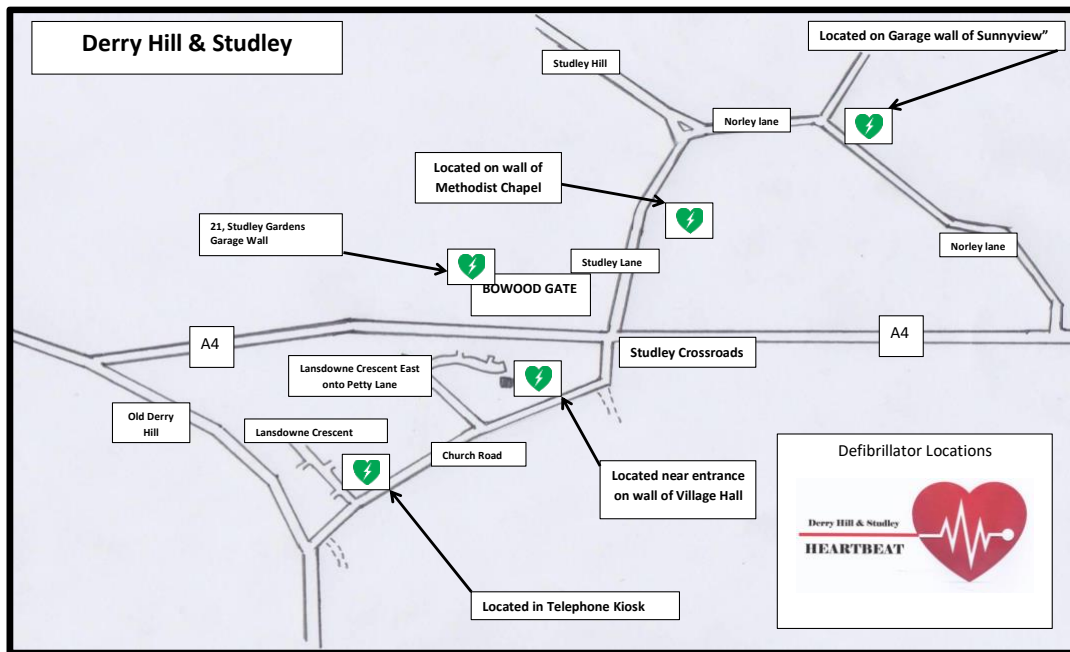 Derry Hill & Studley
Located on Garage wall of Sunnyview”
Studley Hill
Norley lane
Located on wall of
Methodist Chapel
21, Studley Gardens
Garage Wall
Norley lane
Studley Lane
BOWOOD GATE
A4
A4
Studley Crossroads
Lansdowne Crescent East
onto Petty Lane
Old Derry
Hill
Lansdowne Crescent
Church Road
Located near entrance
on wall of Village Hall
Located in Telephone Kiosk
Defibrillator Locations
Derry Hill & Studley
HEARTBEAT